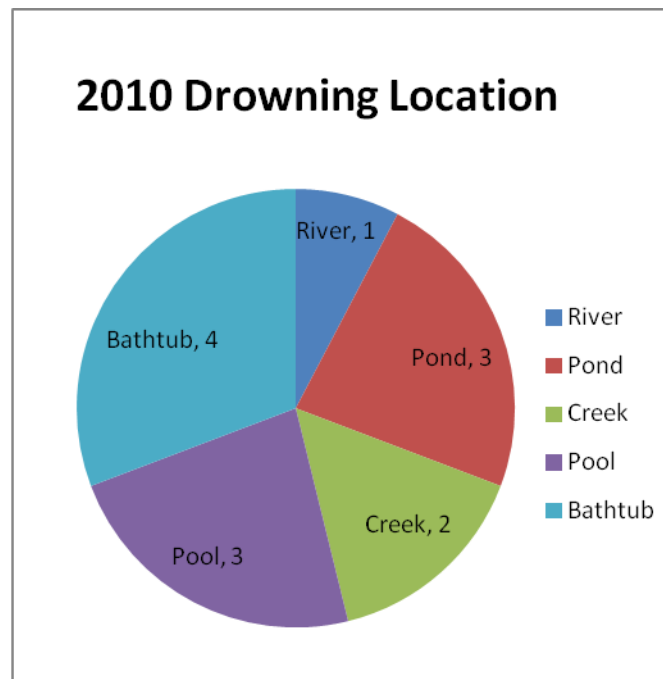 2010 Drowning Location
River, 1
Pond, 3
Creek, 2
Pool, 3
Bathtub, 4
River
Pond
Creek
Pool
Bathtub